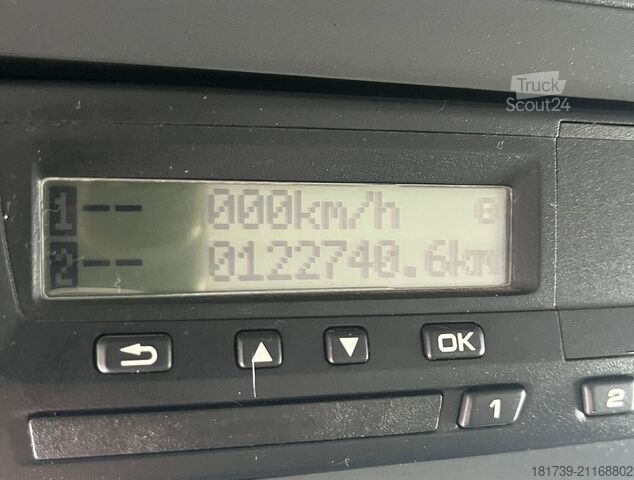 Truck
Scout24
1-- 000km/h
2-- 0122740.6km
OK
1
2
181739-21168802